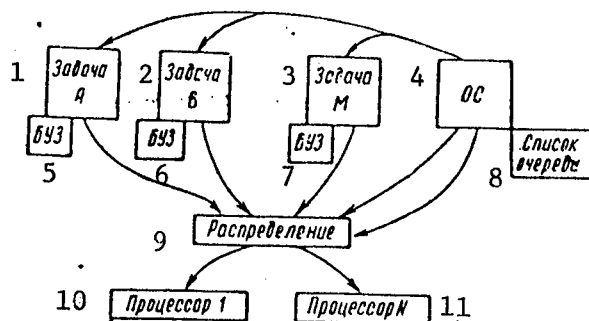 1
Задача
А
2
Задача
В
3
Задача
М
4
ОС
БУЗ
5
БУЗ
6
БУЗ
7
8
Список
очереди
9
Распределение
10
Процессор 1
Процессор N
11